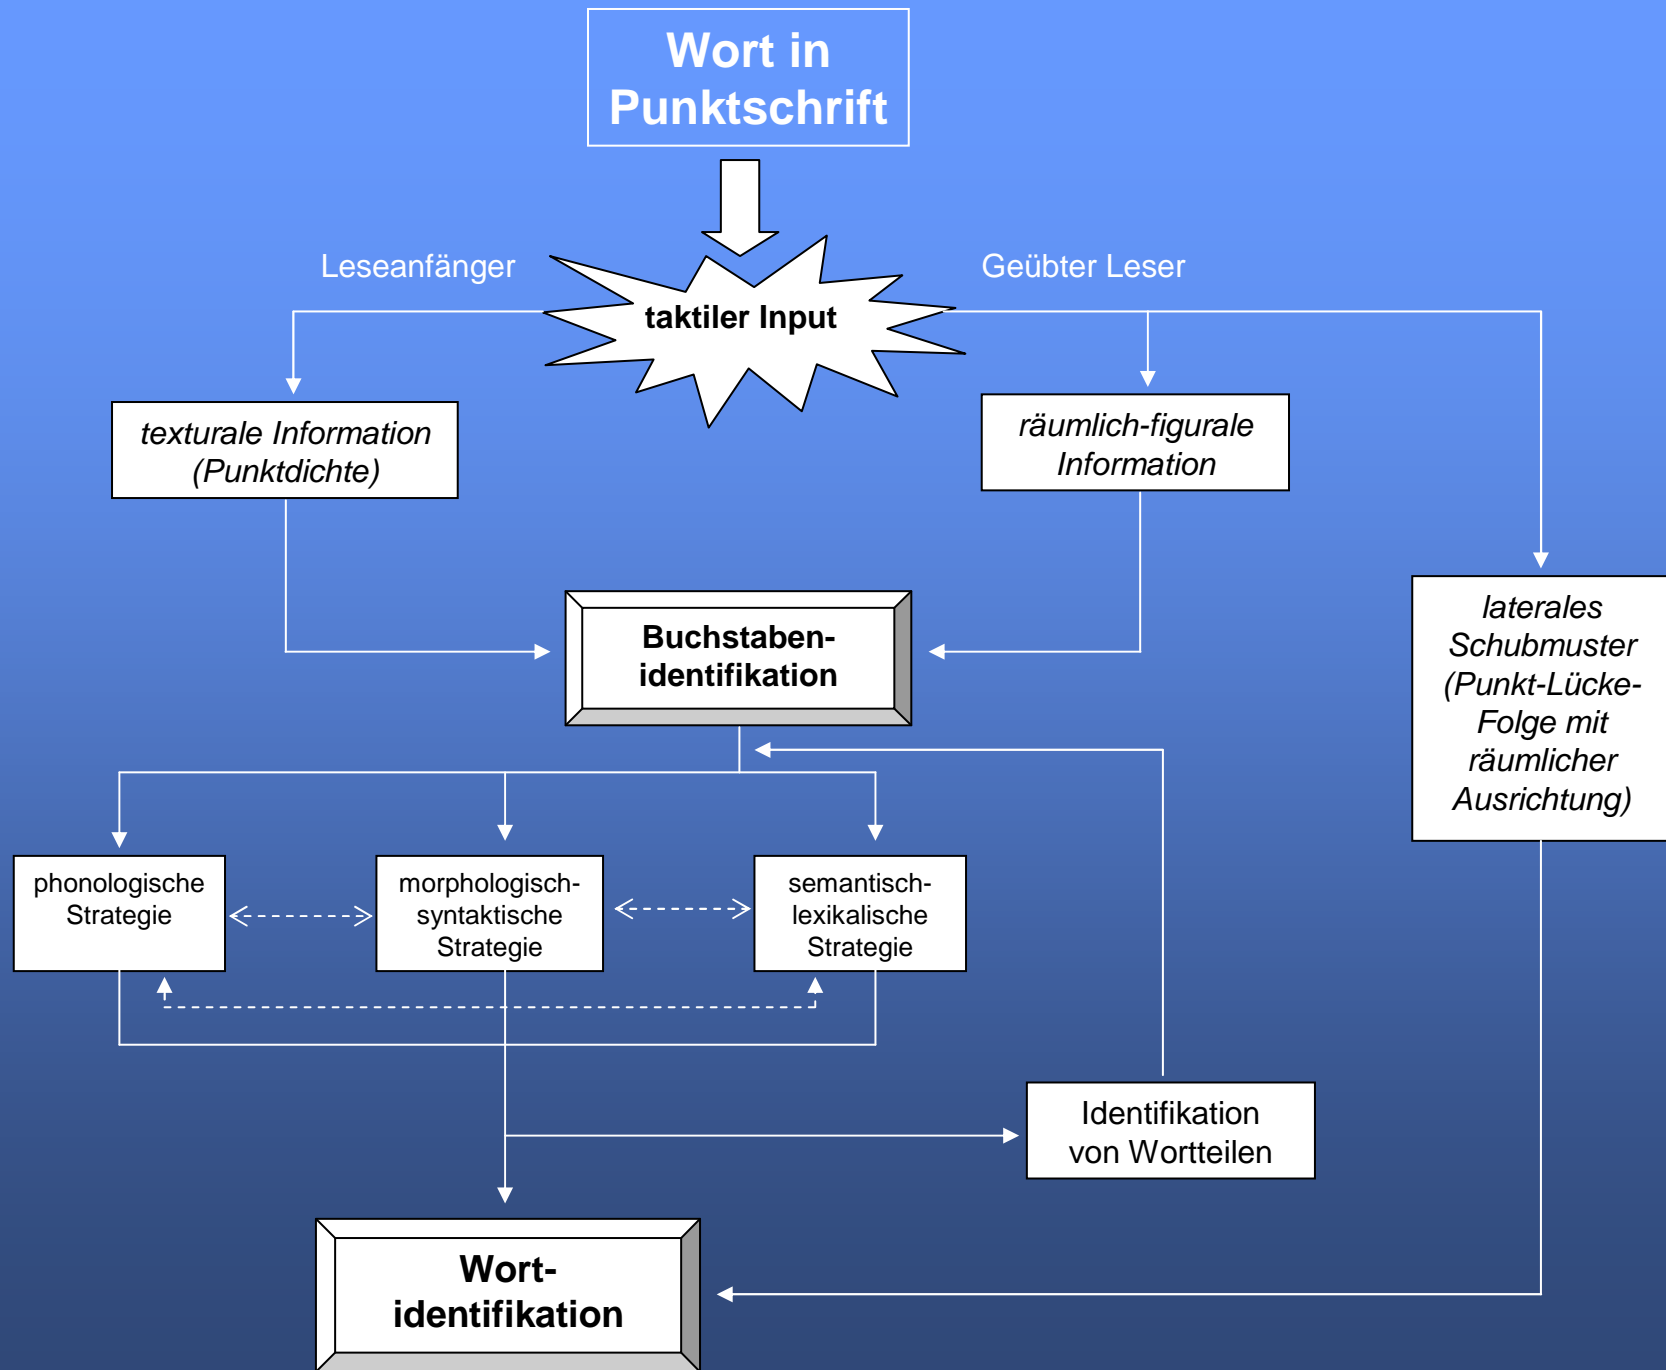 Wort in
Punktschrift
Leseanfänger
Geübter Leser
taktiler Input
texturale Information
(Punktdichte)
räumlich-figurale
Information
Buchstaben-
identifikation
laterales
Schubmuster
(Punkt-Lücke-
Folge mit
räumlicher
Ausrichtung)
phonologische
Strategie
morphologisch-
syntaktische
Strategie
semantisch-
lexikalische
Strategie
Identifikation
von Wortteilen
Wort-
identifikation